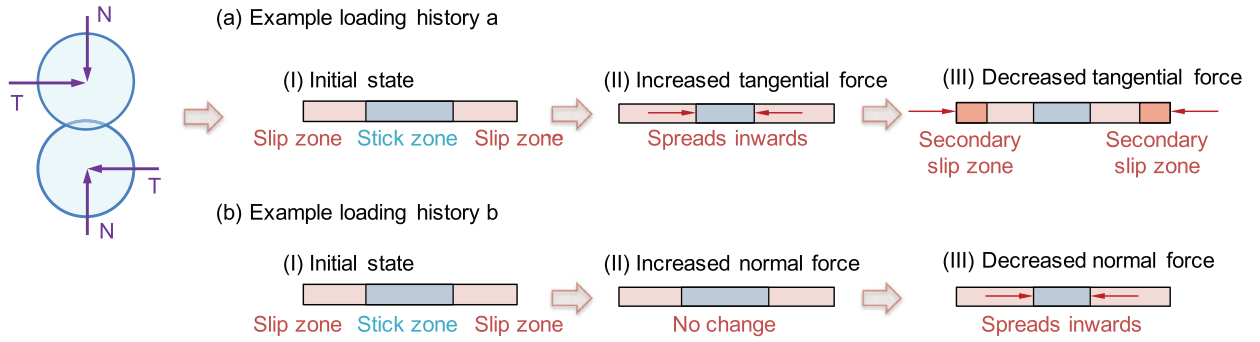 N
T
T
N
(a) Example loading history a
(I) Initial state
Slip zone Stick zone Slip zone
(II) Increased tangential force
Spreads inwards
(III) Decreased tangential force
Secondary
slip zone
Secondary
slip zone
(b) Example loading history b
(I) Initial state
Slip zone Stick zone Slip zone
(II) Increased normal force
No change
(III) Decreased normal force
Spreads inwards